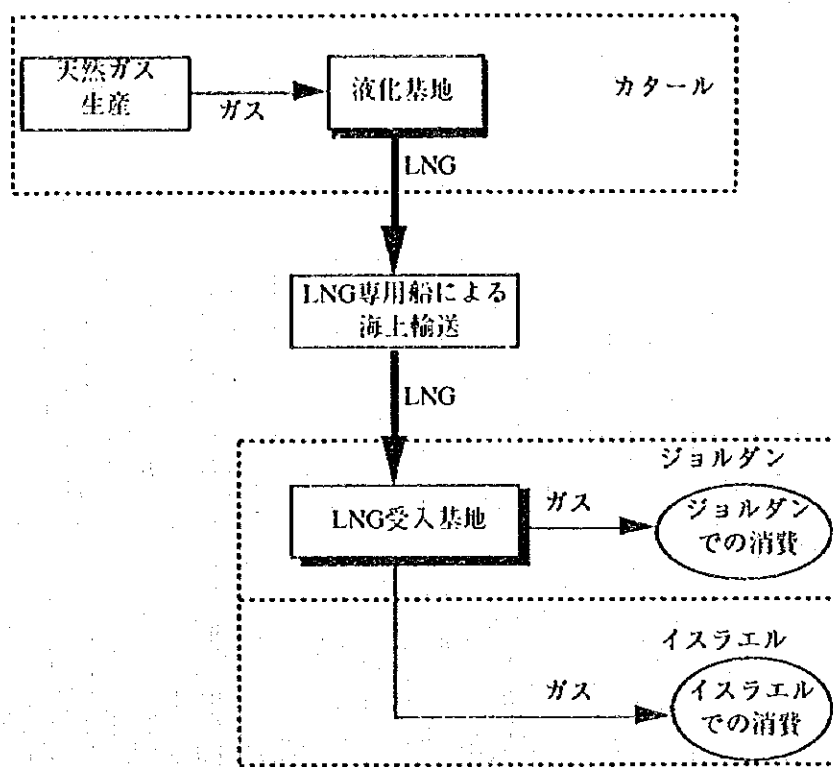 天然ガス
生産
ガス
液化基地
カタール
LNG
LNG専用船による
海上輸送
LNG
ジョルダン
LNG受入基地
ガス
ジョルダン
での消費
イスラエル
ガス
イスラエル
での消費